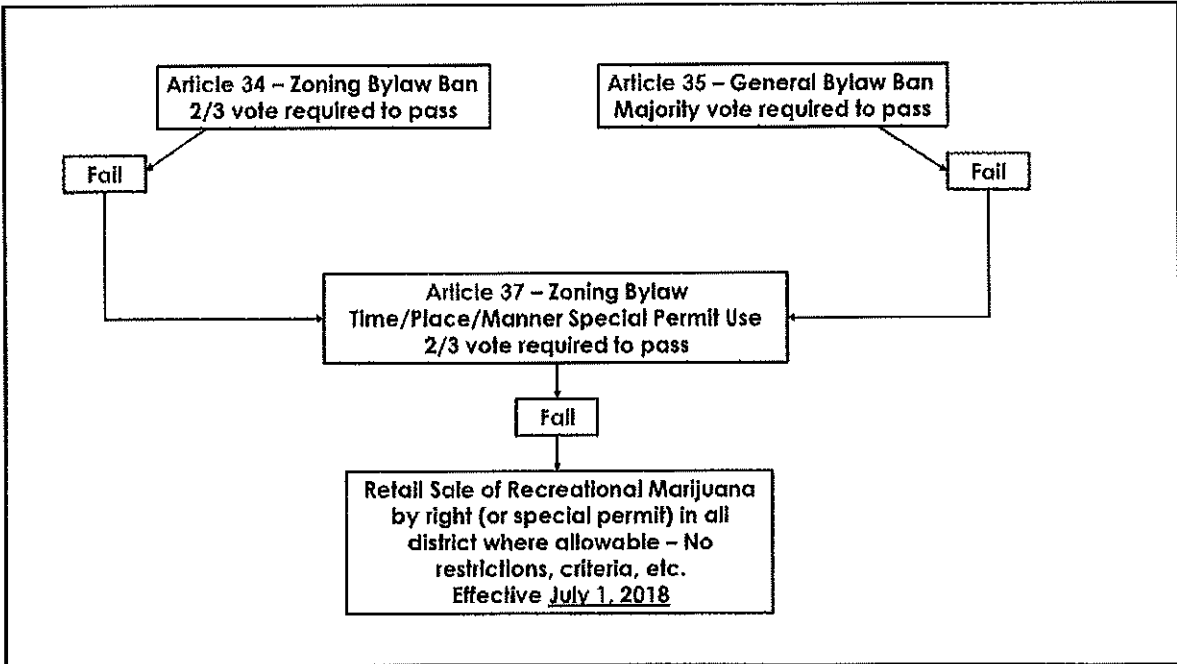 Article 34 – Zoning Bylaw Ban
2/3 vote required to pass
Article 35 – General Bylaw Ban
Majority vote required to pass
Fail
Fail
Article 37 – Zoning Bylaw
Time/Place/Manner Special Permit Use
2/3 vote required to pass
Fail
Retail Sale of Recreational Marijuana
by right (or special permit) in all
district where allowable – No
restrictions, criteria, etc.
Effective July 1, 2018